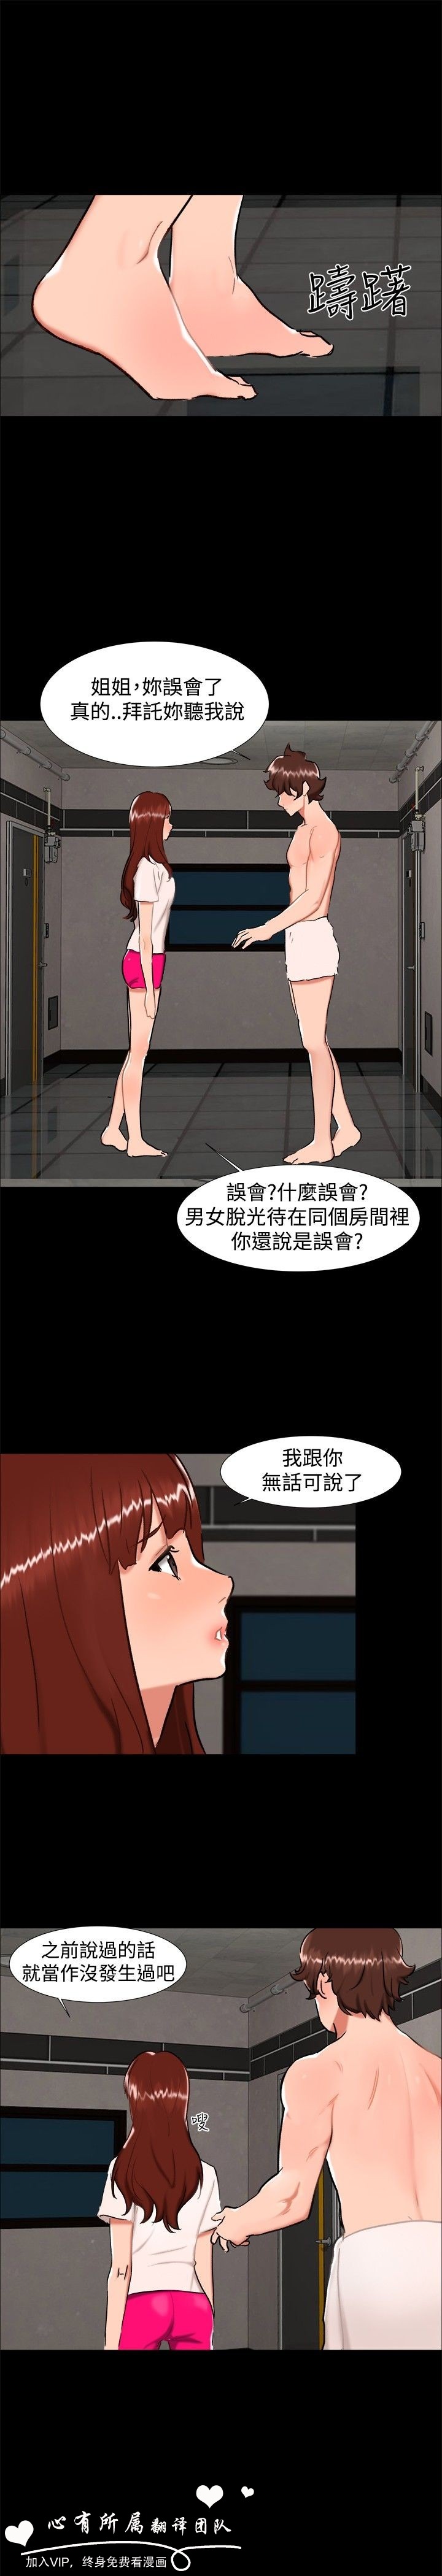 躊躇
姐姐，妳誤會了
真的..拜託妳聽我說
誤會?什麼誤會?
男女脫光待在同個房間裡
你還說是誤會?
我跟你
無話可說了
之前說過的話
就當作沒發生過吧
嗖
心有所属翻译团队
加入VIP，终身免费看漫画